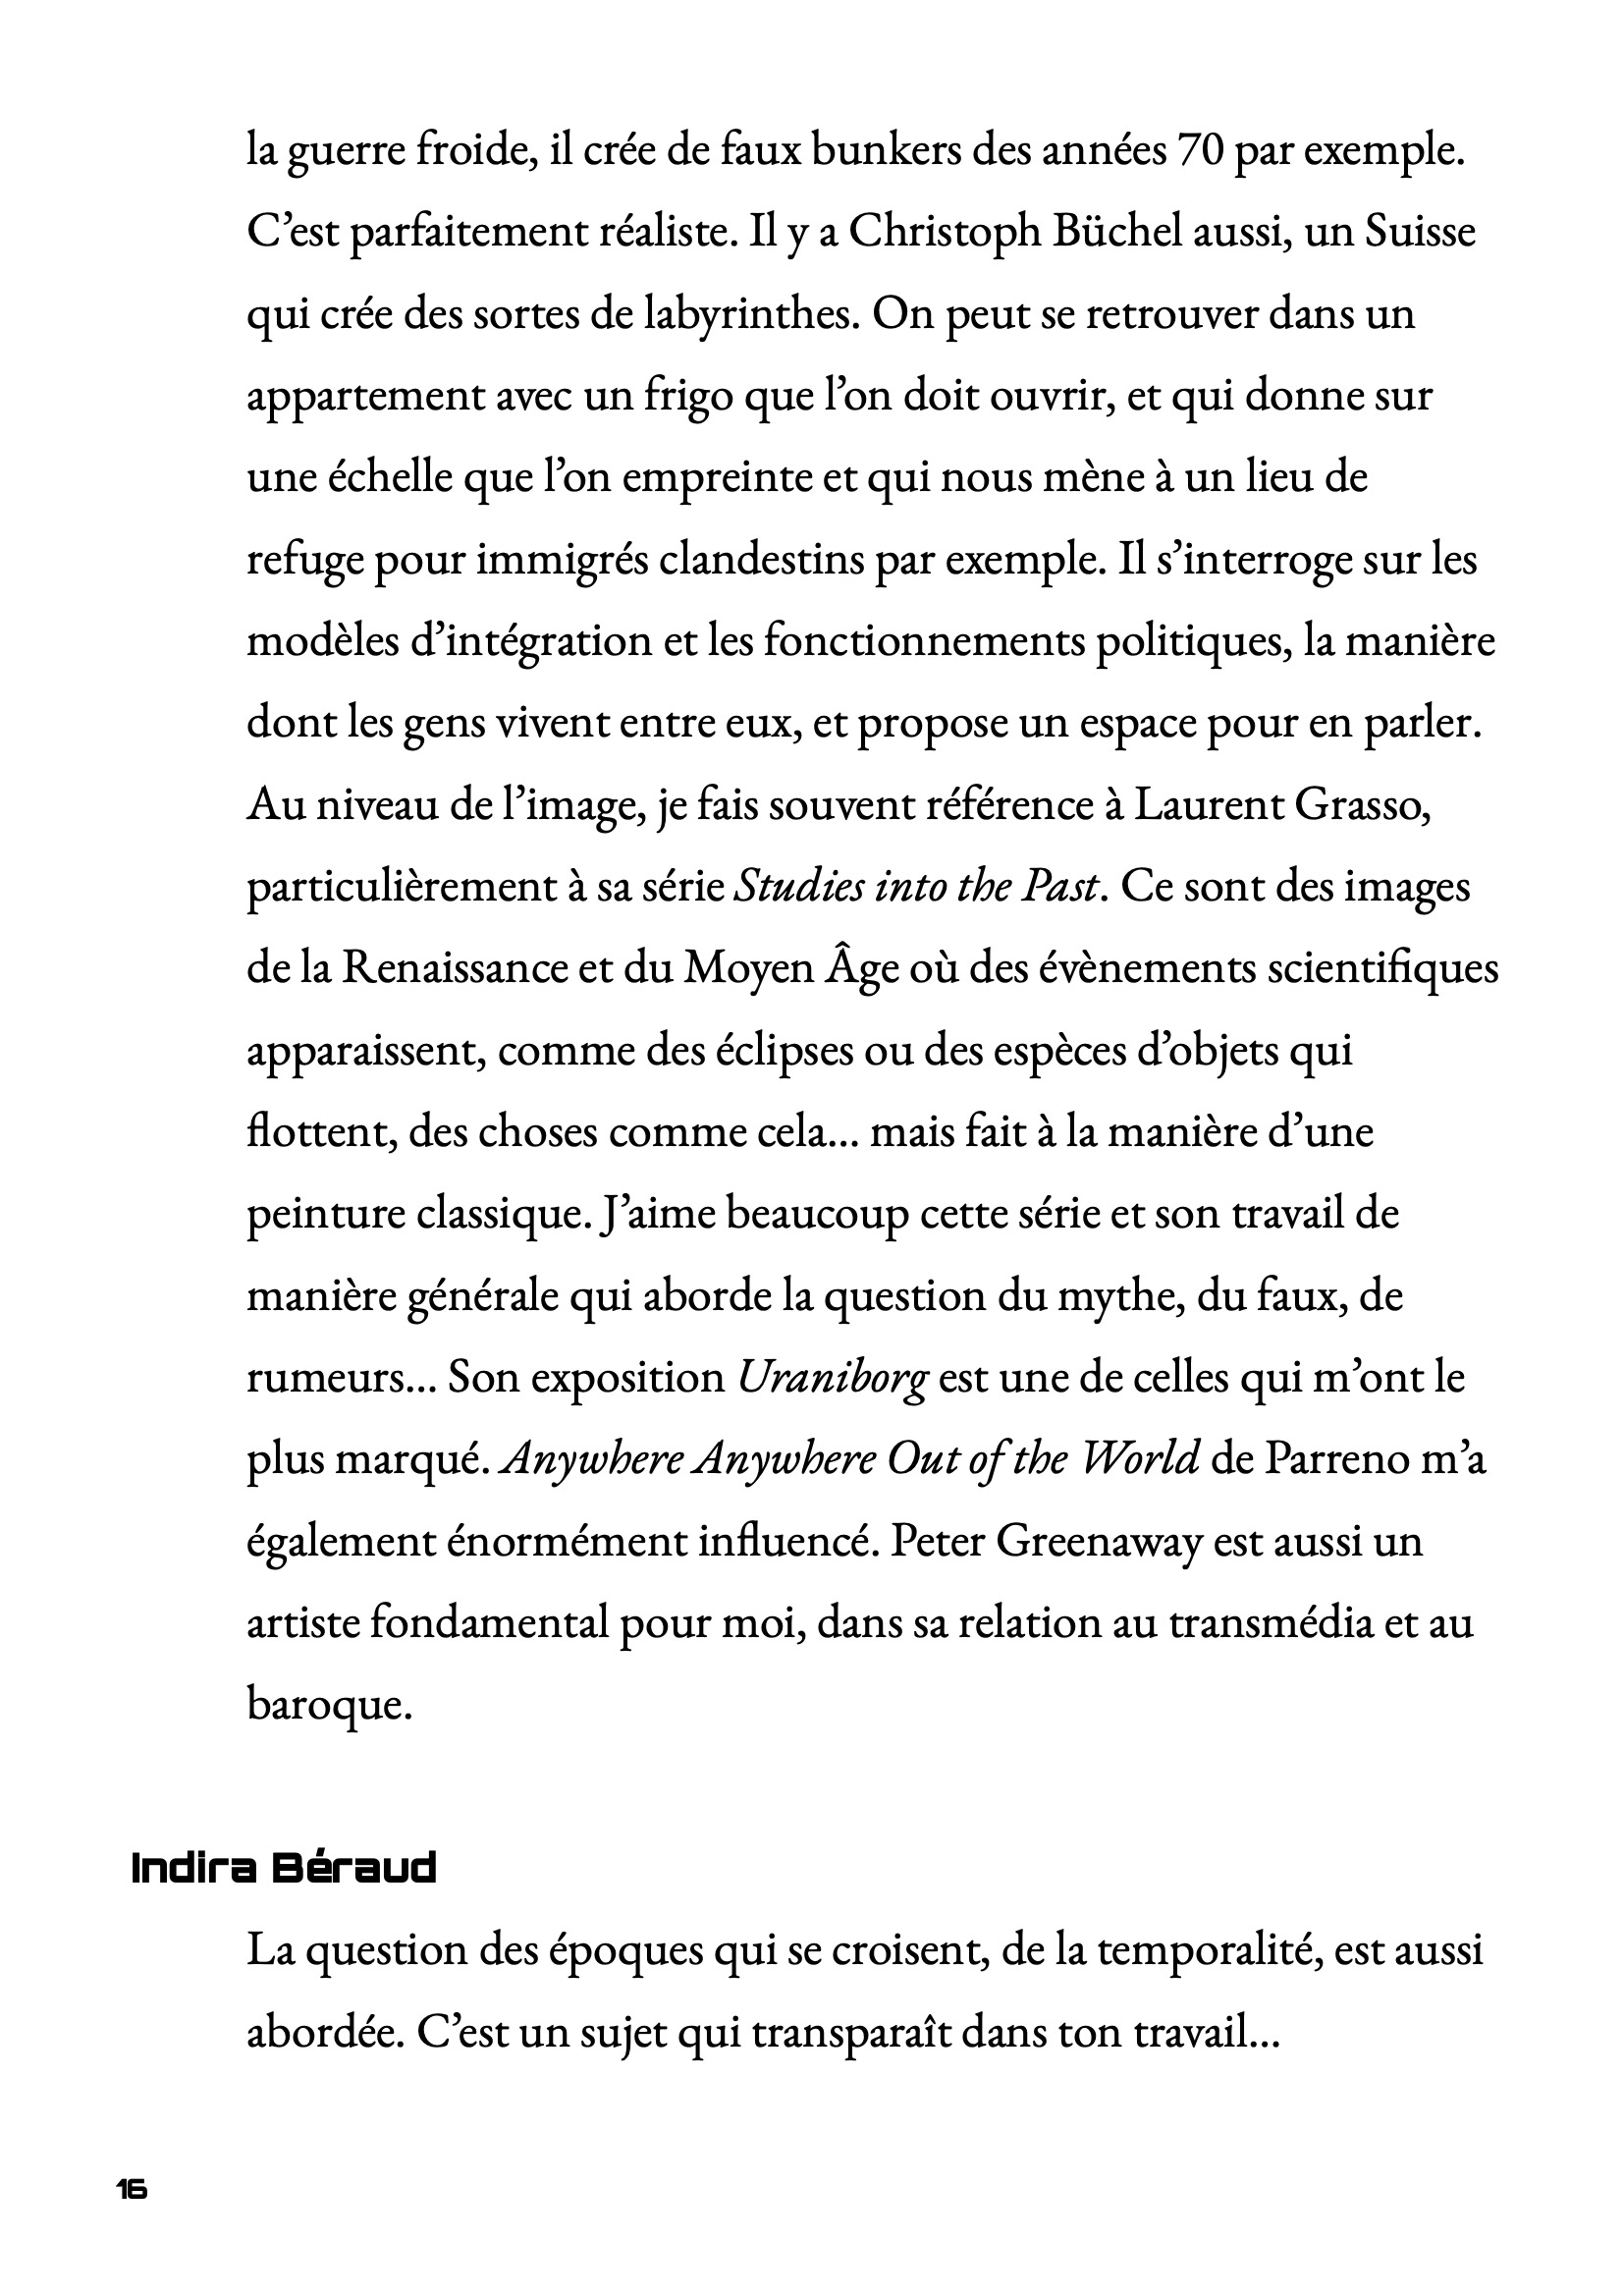 la guerre froide, il crée de faux bunkers des années 70 par exemple.
C’est parfaitement réaliste. Il y a Christoph Büchel aussi, un Suisse
qui crée des sortes de labyrinthes. On peut se retrouver dans un
appartement avec un frigo que l’on doit ouvrir, et qui donne sur
une échelle que l’on empreinte et qui nous mène à un lieu de
refuge pour immigrés clandestins par exemple. Il s’interroge sur les
modèles d’intégration et les fonctionnements politiques, la manière
dont les gens vivent entre eux, et propose un espace pour en parler.
Au niveau de l’image, je fais souvent référence à Laurent Grasso,
particulièrement à sa série Studies into the Past. Ce sont des images
de la Renaissance et du Moyen Âge où des évènements scientifiques
apparaissent, comme des éclipses ou des espèces d’objets qui
flottent, des choses comme cela… mais fait à la manière d’une
peinture classique. J’aime beaucoup cette série et son travail de
manière générale qui aborde la question du mythe, du faux, de
rumeurs… Son exposition Uraniborg est une de celles qui m’ont le
plus marqué. Anywhere Anywhere Out of the World de Parreno m’a
également énormément influencé. Peter Greenaway est aussi un
artiste fondamental pour moi, dans sa relation au transmédia et au
baroque.
Indira Béraud
La question des époques qui se croisent, de la temporalité, est aussi
abordée. C’est un sujet qui transparaît dans ton travail…
16